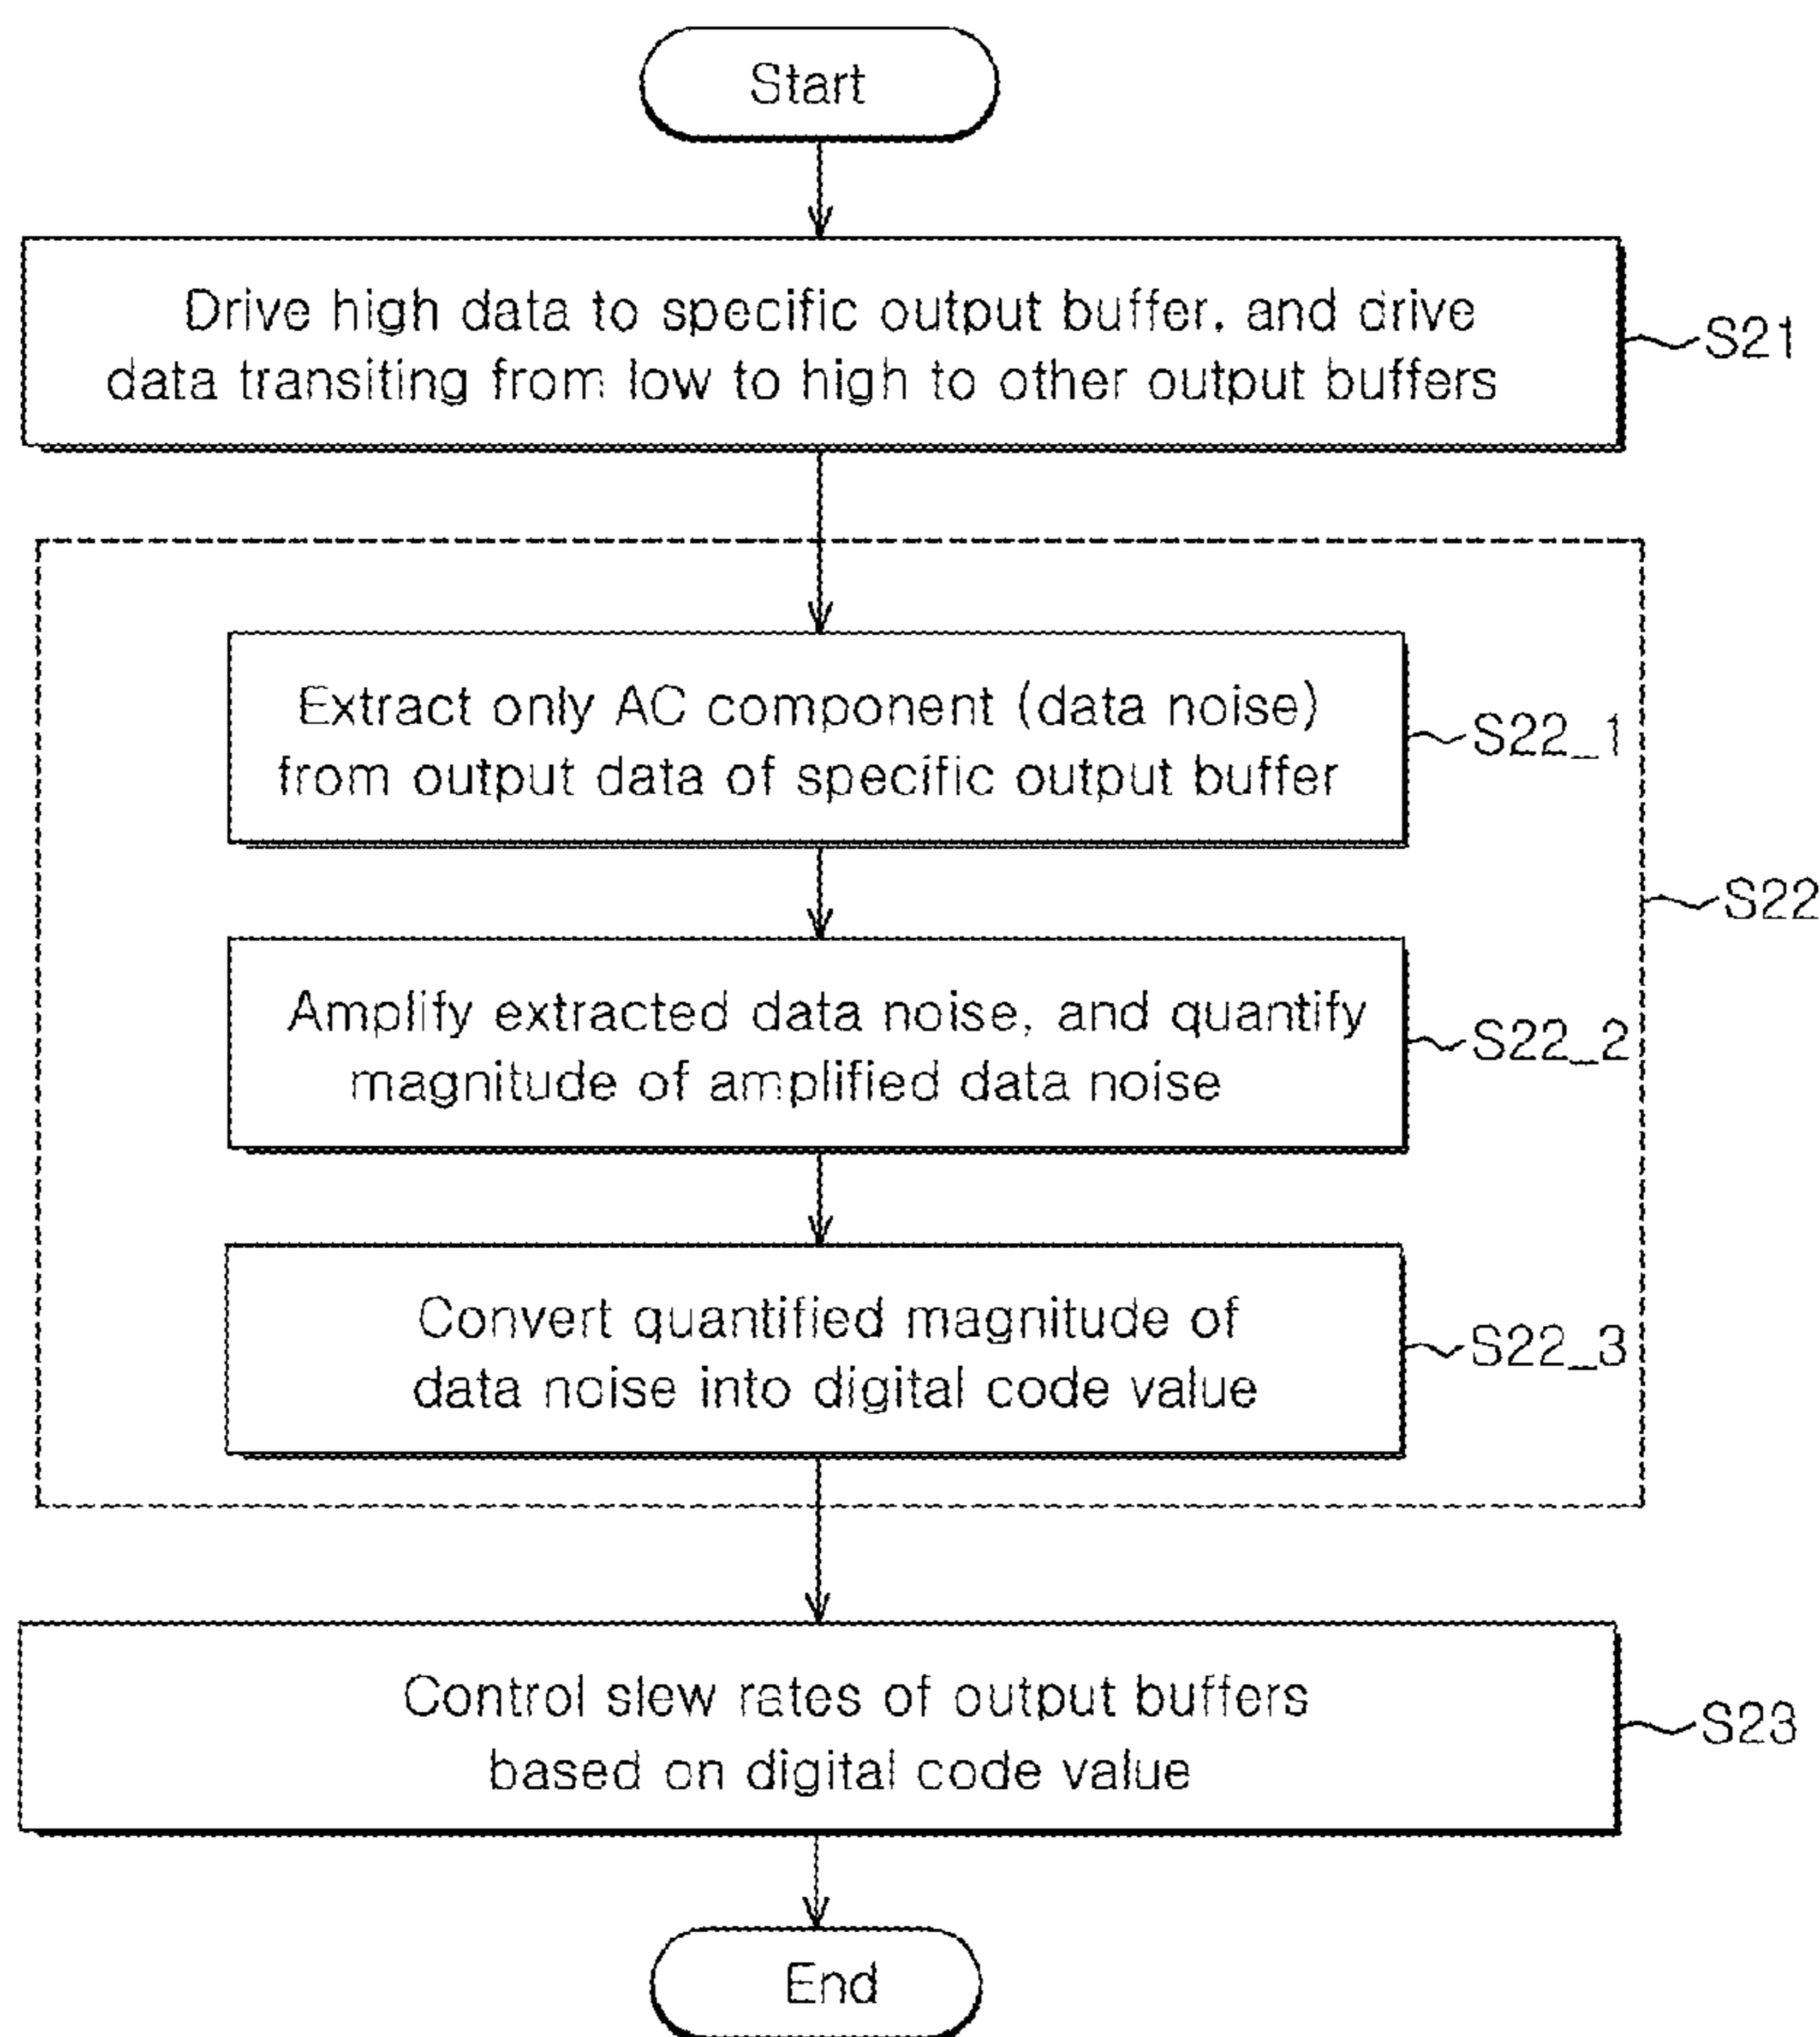 Start
Drive high data to specific output buffer, and drive
data transiting from low to high to other output buffers
S21
Extract only AC component (data noise)
from output data of specific output buffer
S22_1
S22
Amplify extracted data noise, and quantify
magnitude of amplified data noise
S22_2
Convert quantified magnitude of
data noise into digital code value
S22_3
Control slew rates of output buffers
based on digital code value
S23
End